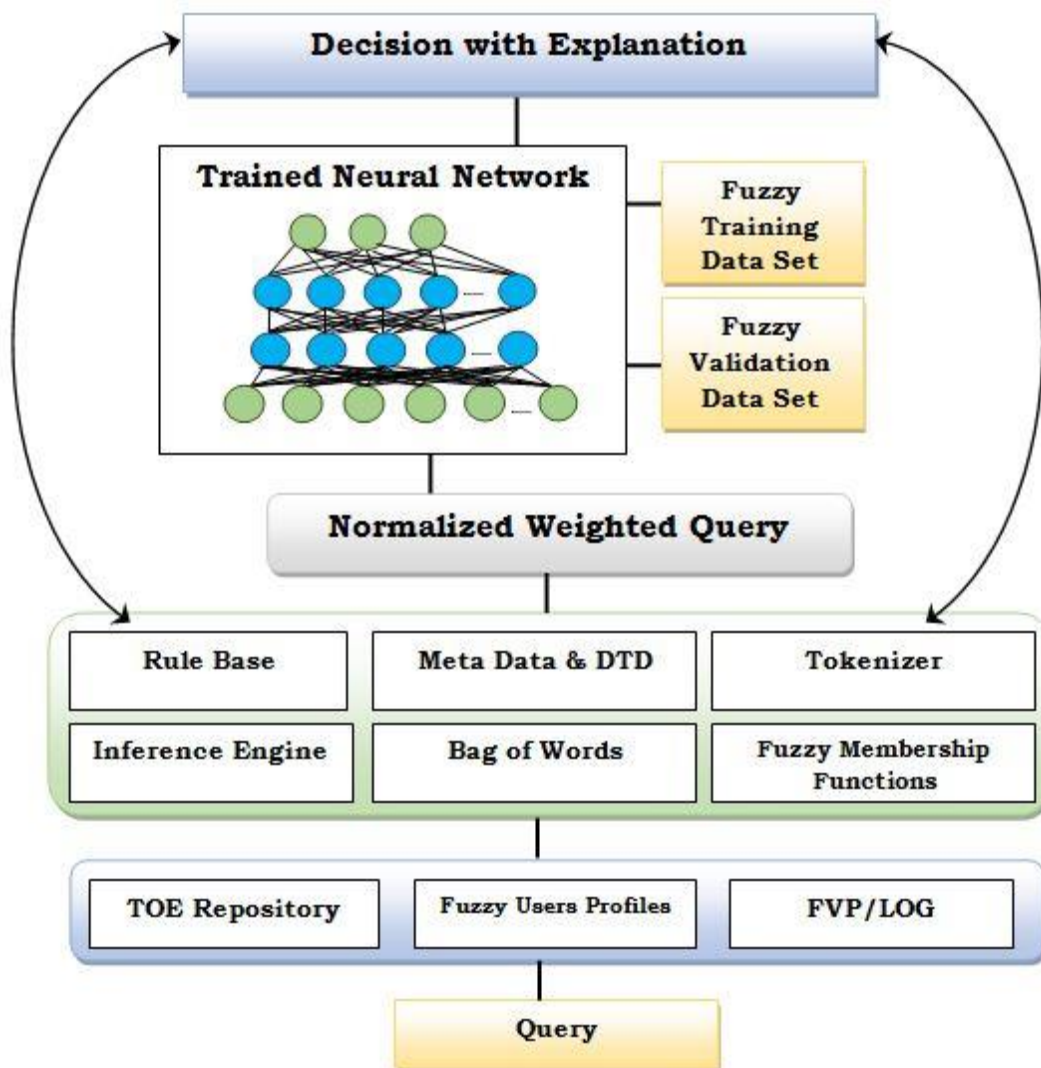 Decision with Explanation
Trained Neural Network
Fuzzy
Training
Data Set
Fuzzy
Validation
Data Set
Normalized Weighted Query
Rule Base
Meta Data & DTD
Tokenizer
Inference Engine
Bag of Words
Fuzzy Membership
Functions
TOE Repository
Fuzzy Users Profiles
FVP/LOG
Query